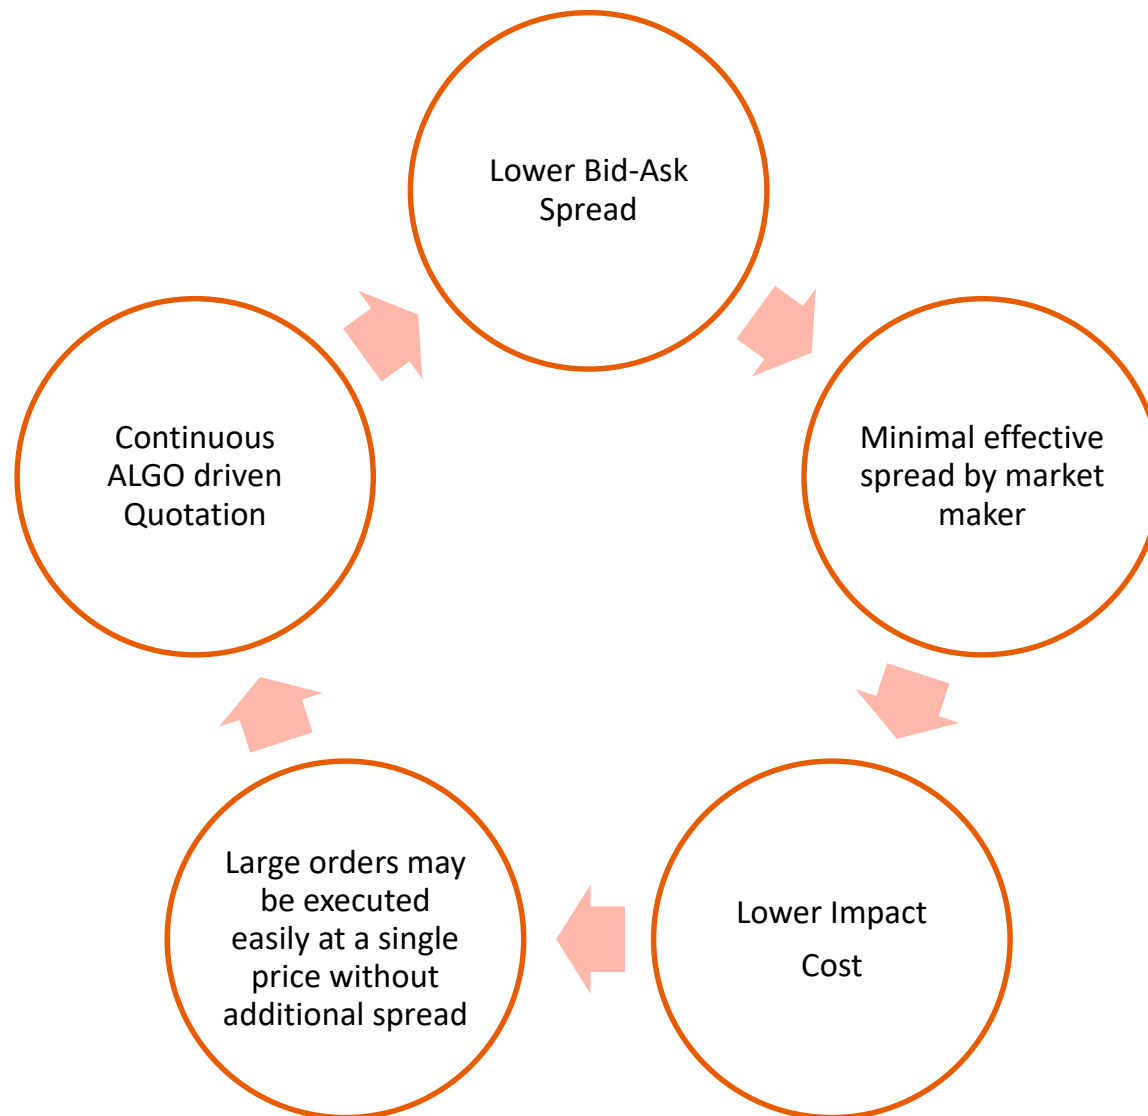 Lower Bid-Ask
Spread
Minimal effective
spread by market
maker
Lower Impact
Cost
Large orders may
be executed
easily at a single
price without
additional spread
Continuous
ALGO driven
Quotation